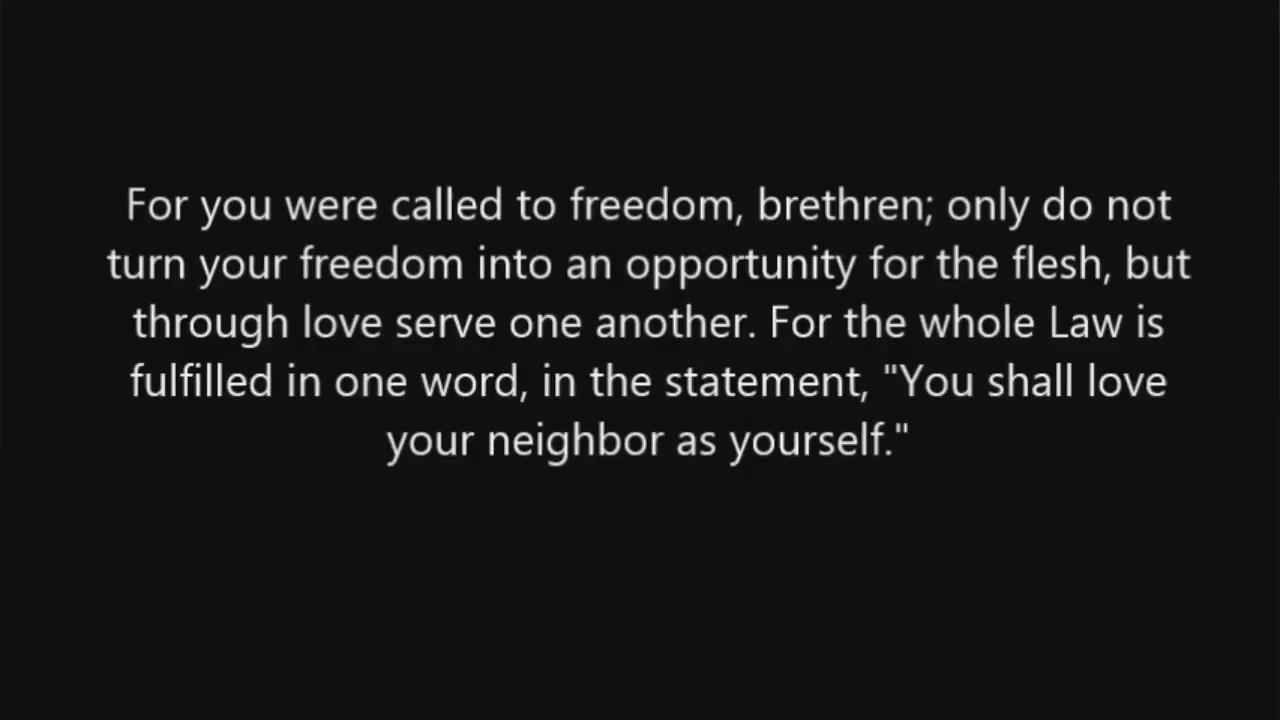 For you were called to freedom, brethren; only do not
turn your freedom into an opportunity for the flesh, but
through love serve one another. For the whole Law is
fulfilled in one word, in the statement, "You shall love
your neighbor as yourself."